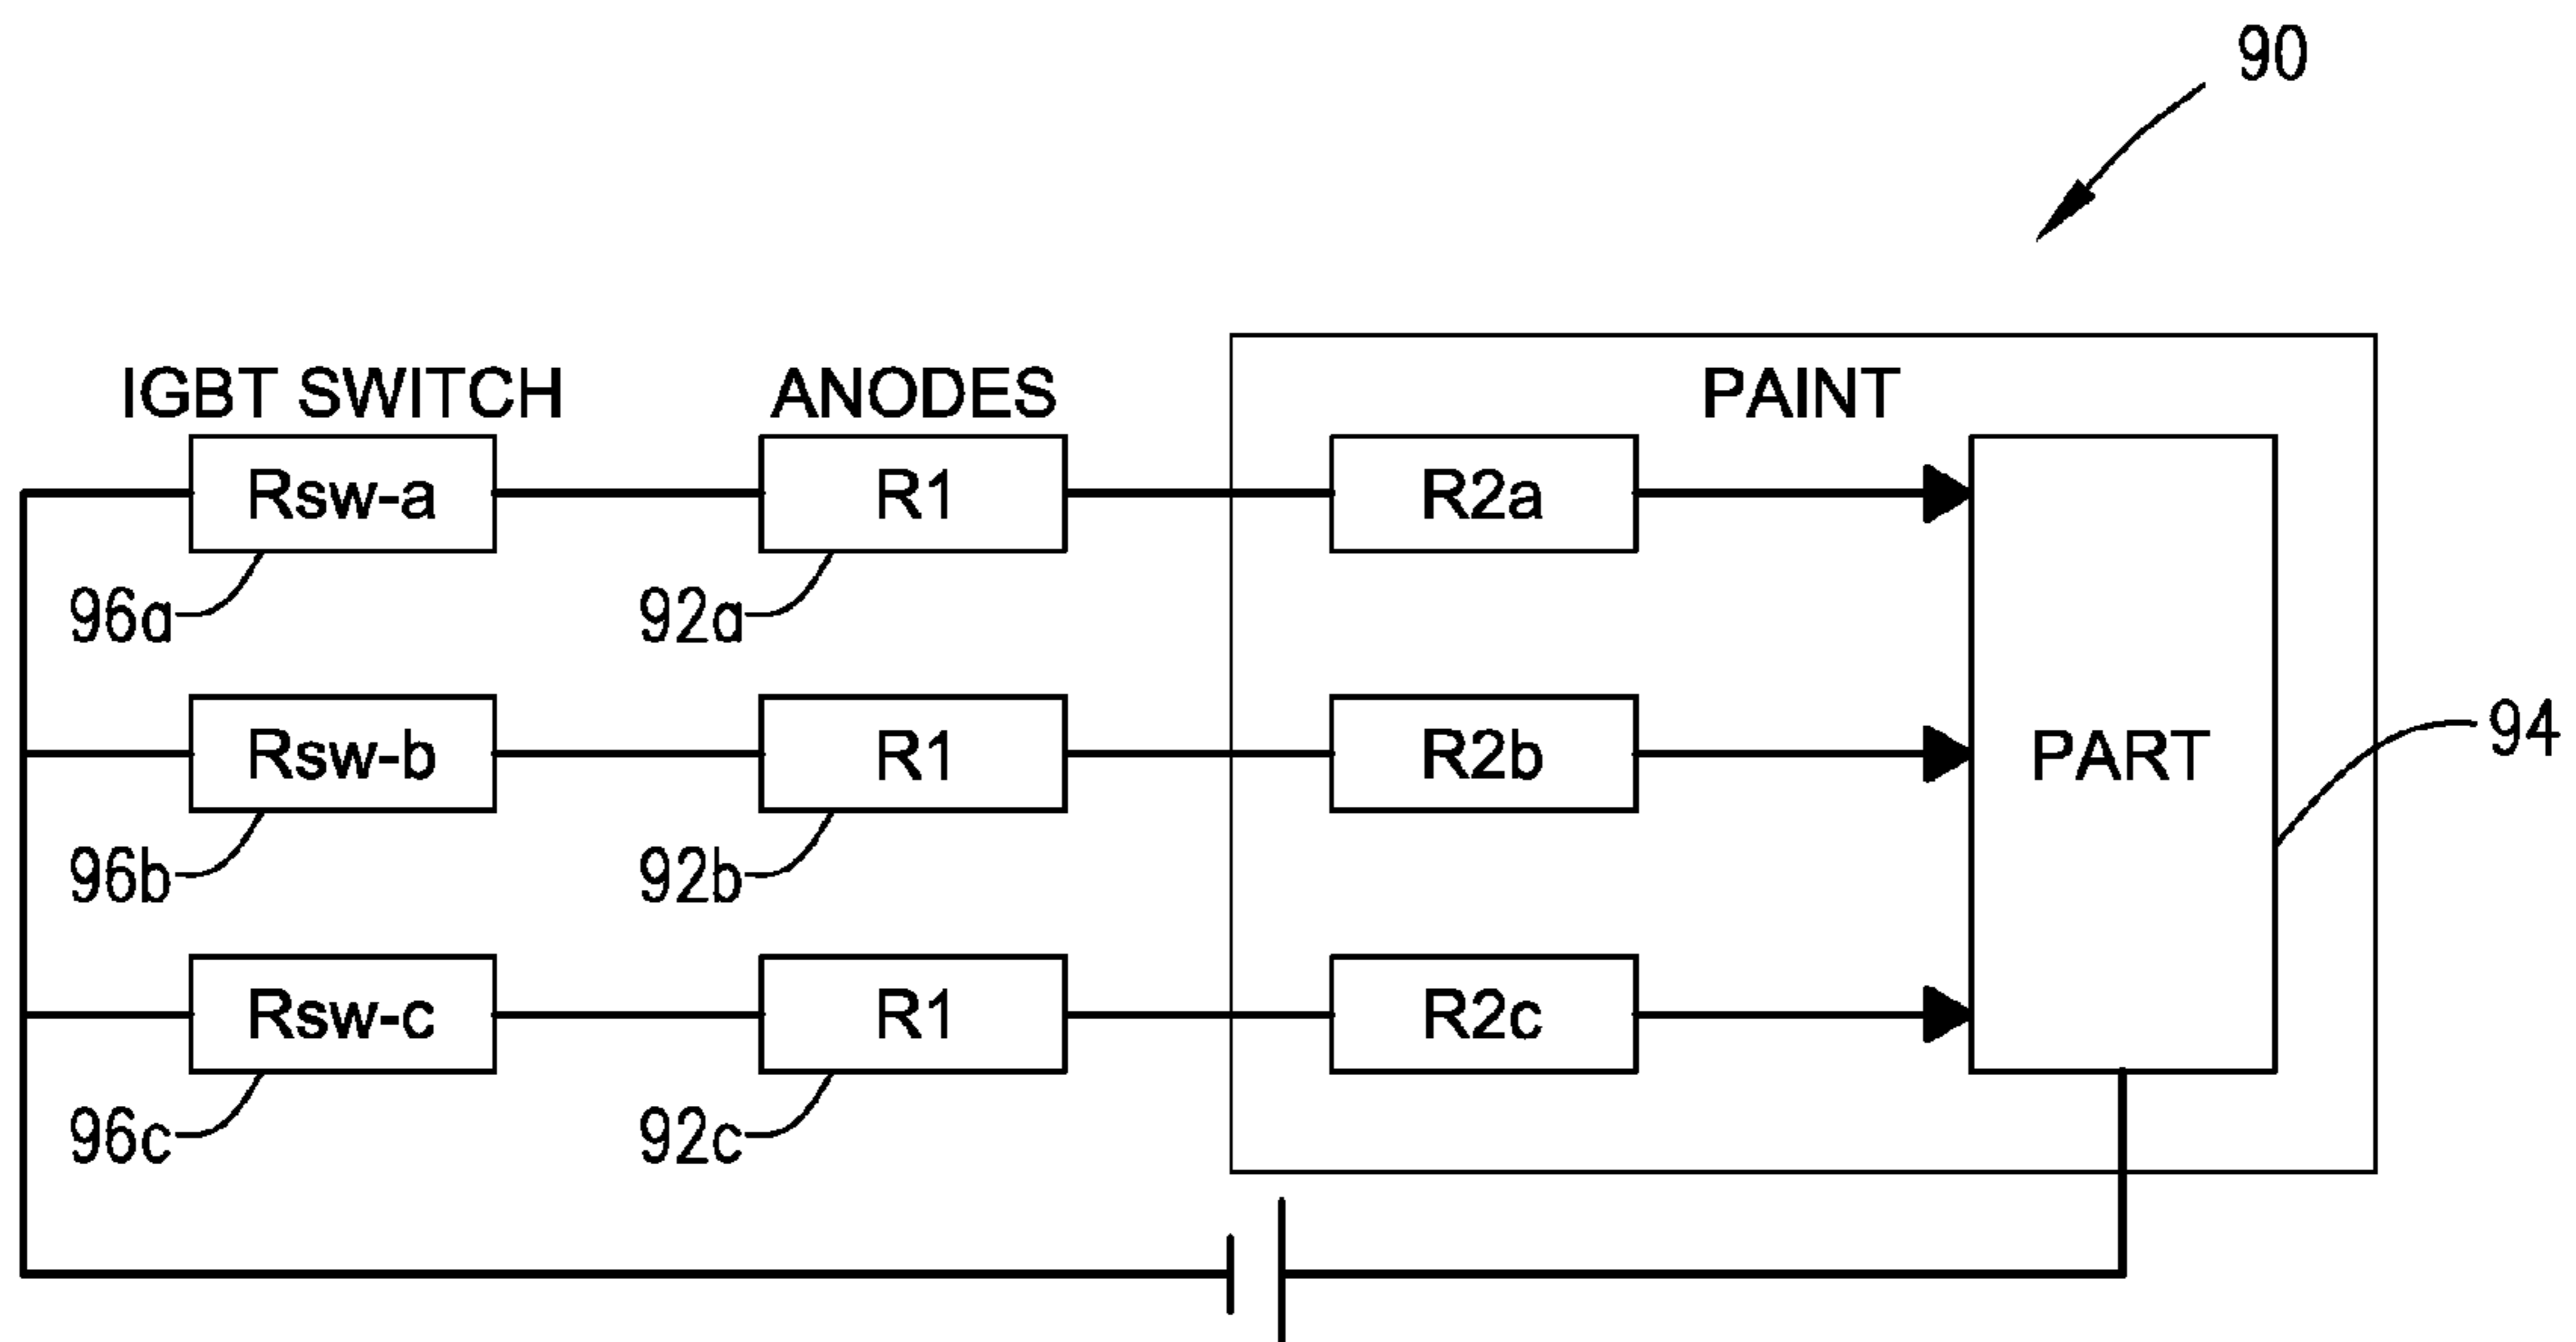 90
IGBT SWITCH ANODES PAINT
Rsw-a R1 R2a
96a 92a
Rsw-b R1 R2b PART 94
96b 92b
Rsw-c R1 R2c
96c 92c